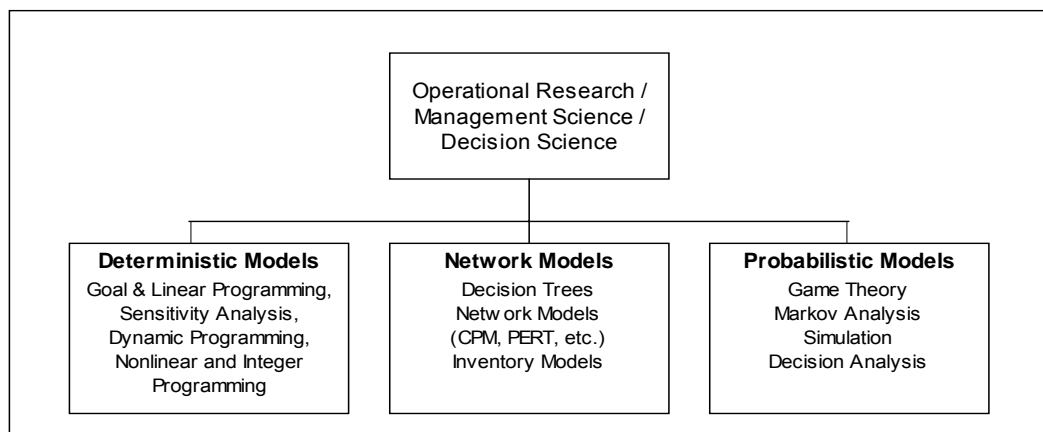 Operational Research /
Management Science /
Decision Science
Deterministic Models
Goal & Linear Programming,
Sensitivity Analysis,
Dynamic Programming,
Nonlinear and Integer
Programming
Network Models
Decision Trees
Network Models
(CPM, PERT, etc.)
Inventory Models
Probabilistic Models
Game Theory
Markov Analysis
Simulation
Decision Analysis